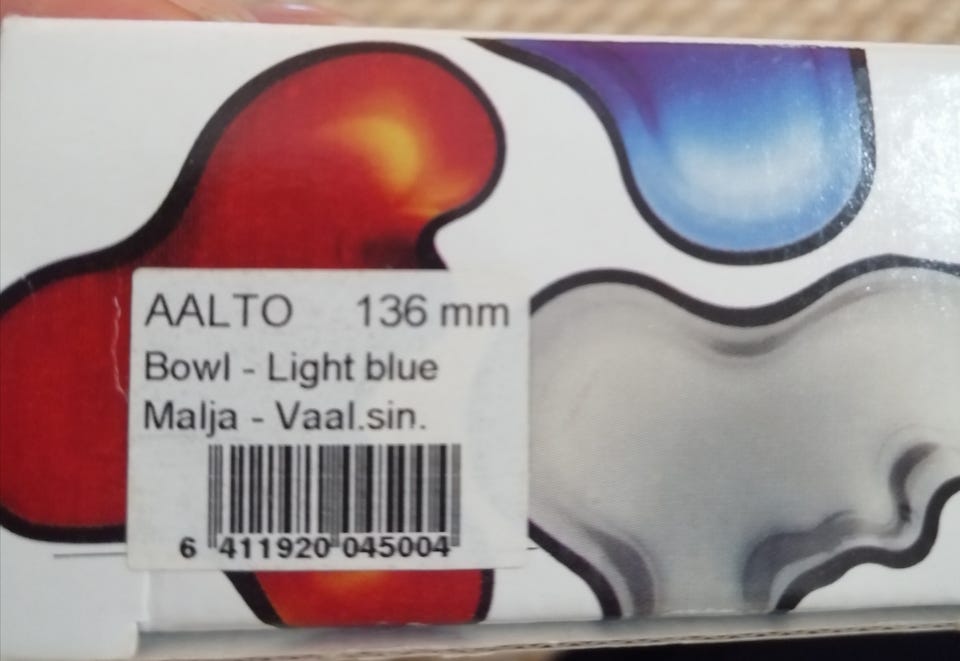 AALTO 136 mm
Bowl - Light blue
Malja - Vaal.sin.
6 411920 045004